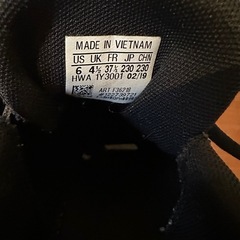 MADE IN VIETNAM
US UK FR JP CHN
6 4½ 37⅓ 230 230
HWA 1Y3001 02/19
ART F36718